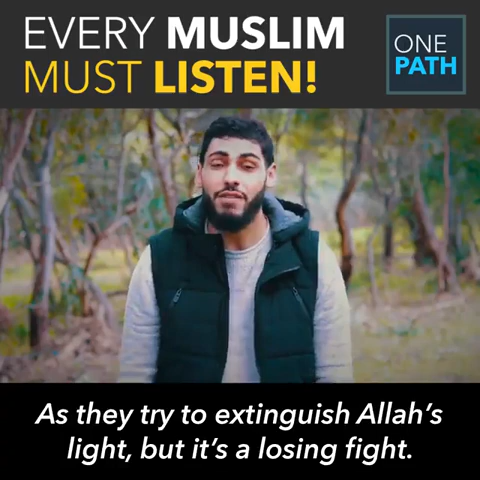 EVERY MUSLIM
MUST LISTEN!
ONE
PATH
As they try to extinguish Allah's
light, but it's a losing fight.